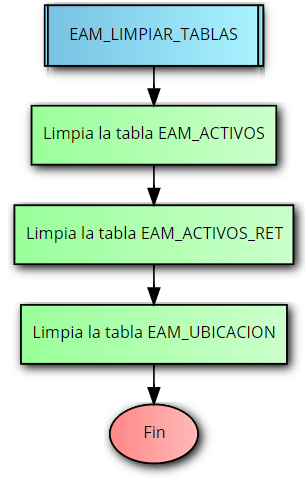 EAM_LIMPIAR_TABLAS
Limpia la tabla EAM_ACTIVOS
Limpia la tabla EAM_ACTIVOS_RET
Limpia la tabla EAM_UBICACION
Fin